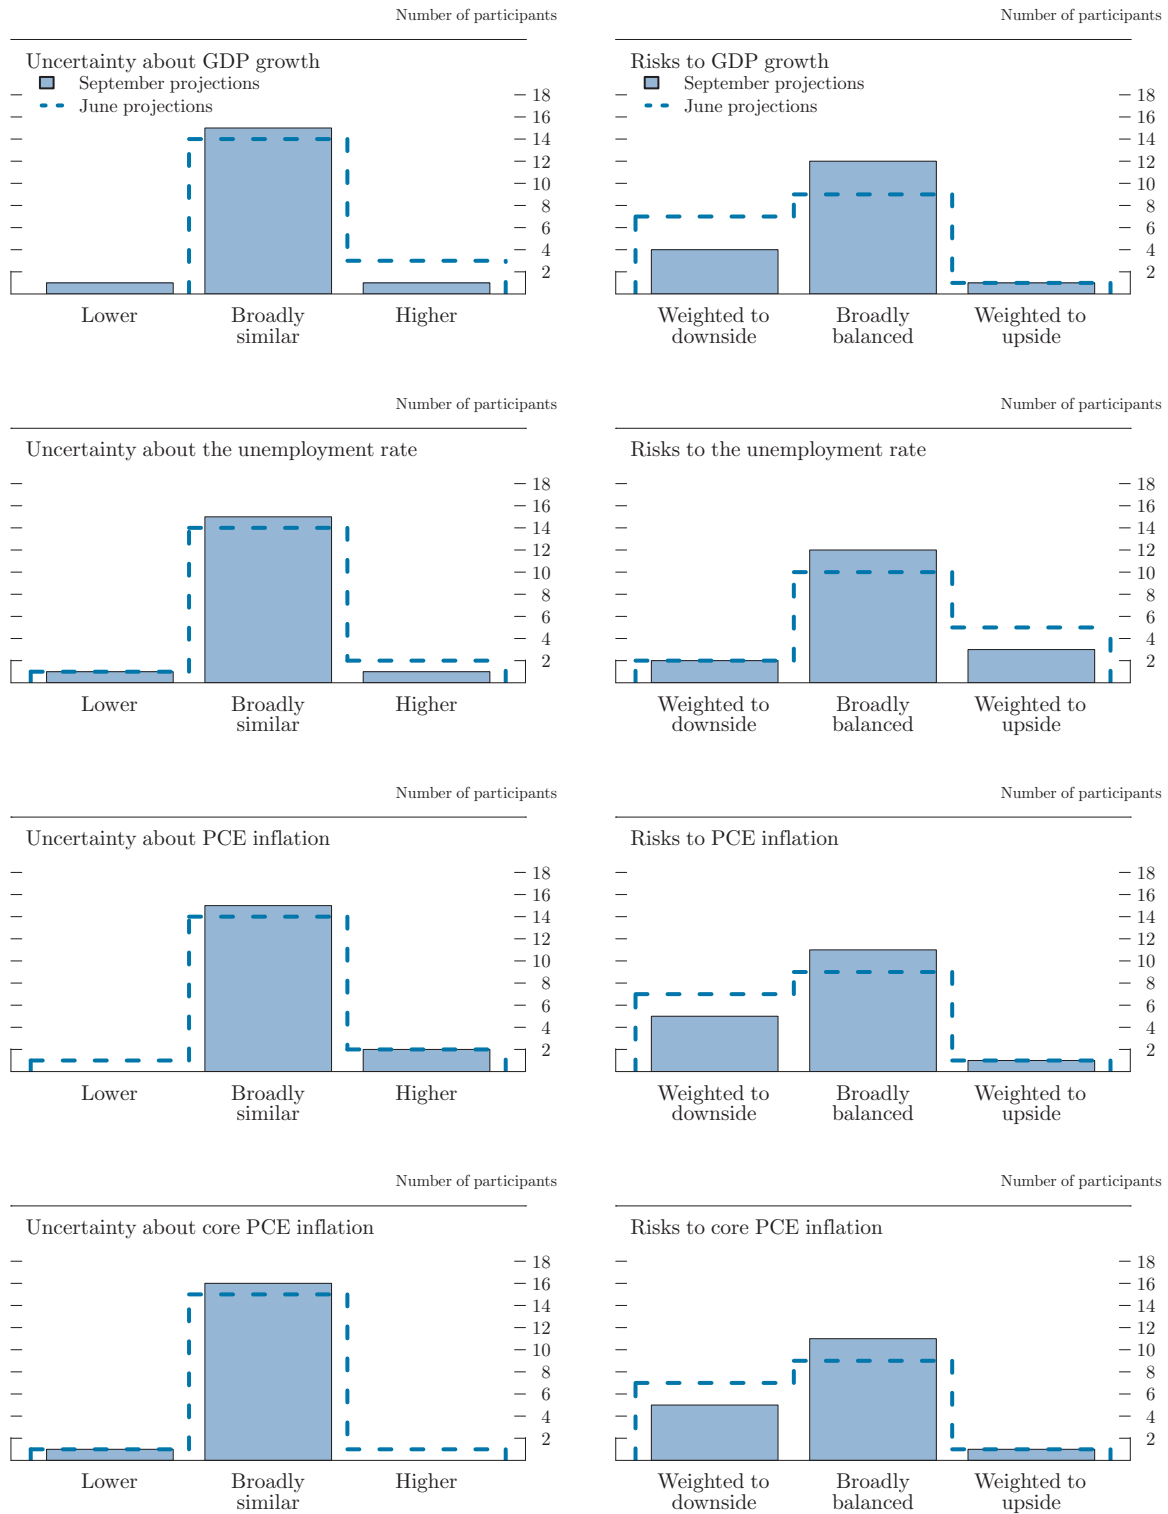 Number of participants
Uncertainty about GDP growth
September projections
June projections
18
16
14
12
10
8
6
4
2
Lower
Broadly
similar
Higher
Number of participants
Risks to GDP growth
September projections
June projections
18
16
14
12
10
8
6
4
2
Weighted to
downside
Broadly
balanced
Weighted to
upside
Number of participants
Uncertainty about the unemployment rate
18
16
14
12
10
8
6
4
2
Lower
Broadly
similar
Higher
Number of participants
Risks to the unemployment rate
18
16
14
12
10
8
6
4
2
Weighted to
downside
Broadly
balanced
Weighted to
upside
Number of participants
Uncertainty about PCE inflation
18
16
14
12
10
8
6
4
2
Lower
Broadly
similar
Higher
Number of participants
Risks to PCE inflation
18
16
14
12
10
8
6
4
2
Weighted to
downside
Broadly
balanced
Weighted to
upside
Number of participants
Uncertainty about core PCE inflation
18
16
14
12
10
8
6
4
2
Lower
Broadly
similar
Higher
Number of participants
Risks to core PCE inflation
18
16
14
12
10
8
6
4
2
Weighted to
downside
Broadly
balanced
Weighted to
upside